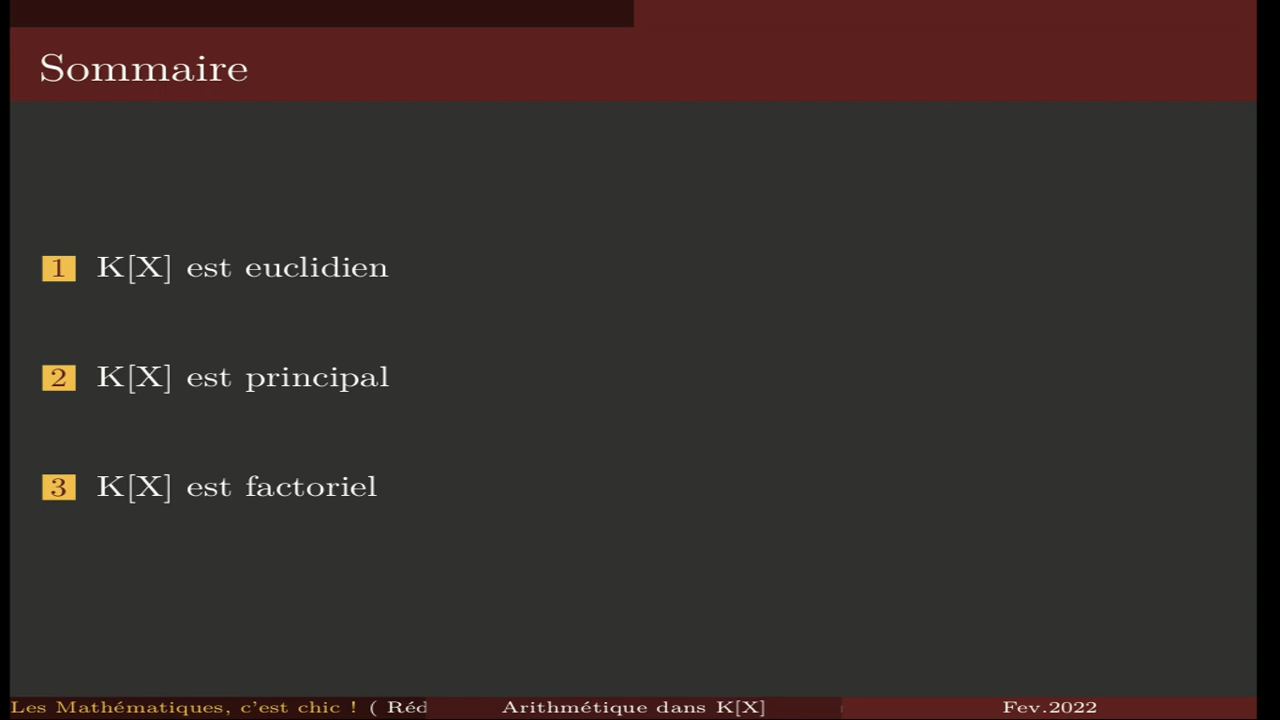 Sommaire
1 K[X] est euclidien
2 K[X] est principal
3 K[X] est factoriel
Les Mathématiques, c'est chic ! ( Réd Arithmétique dans K[X] Fev.2022